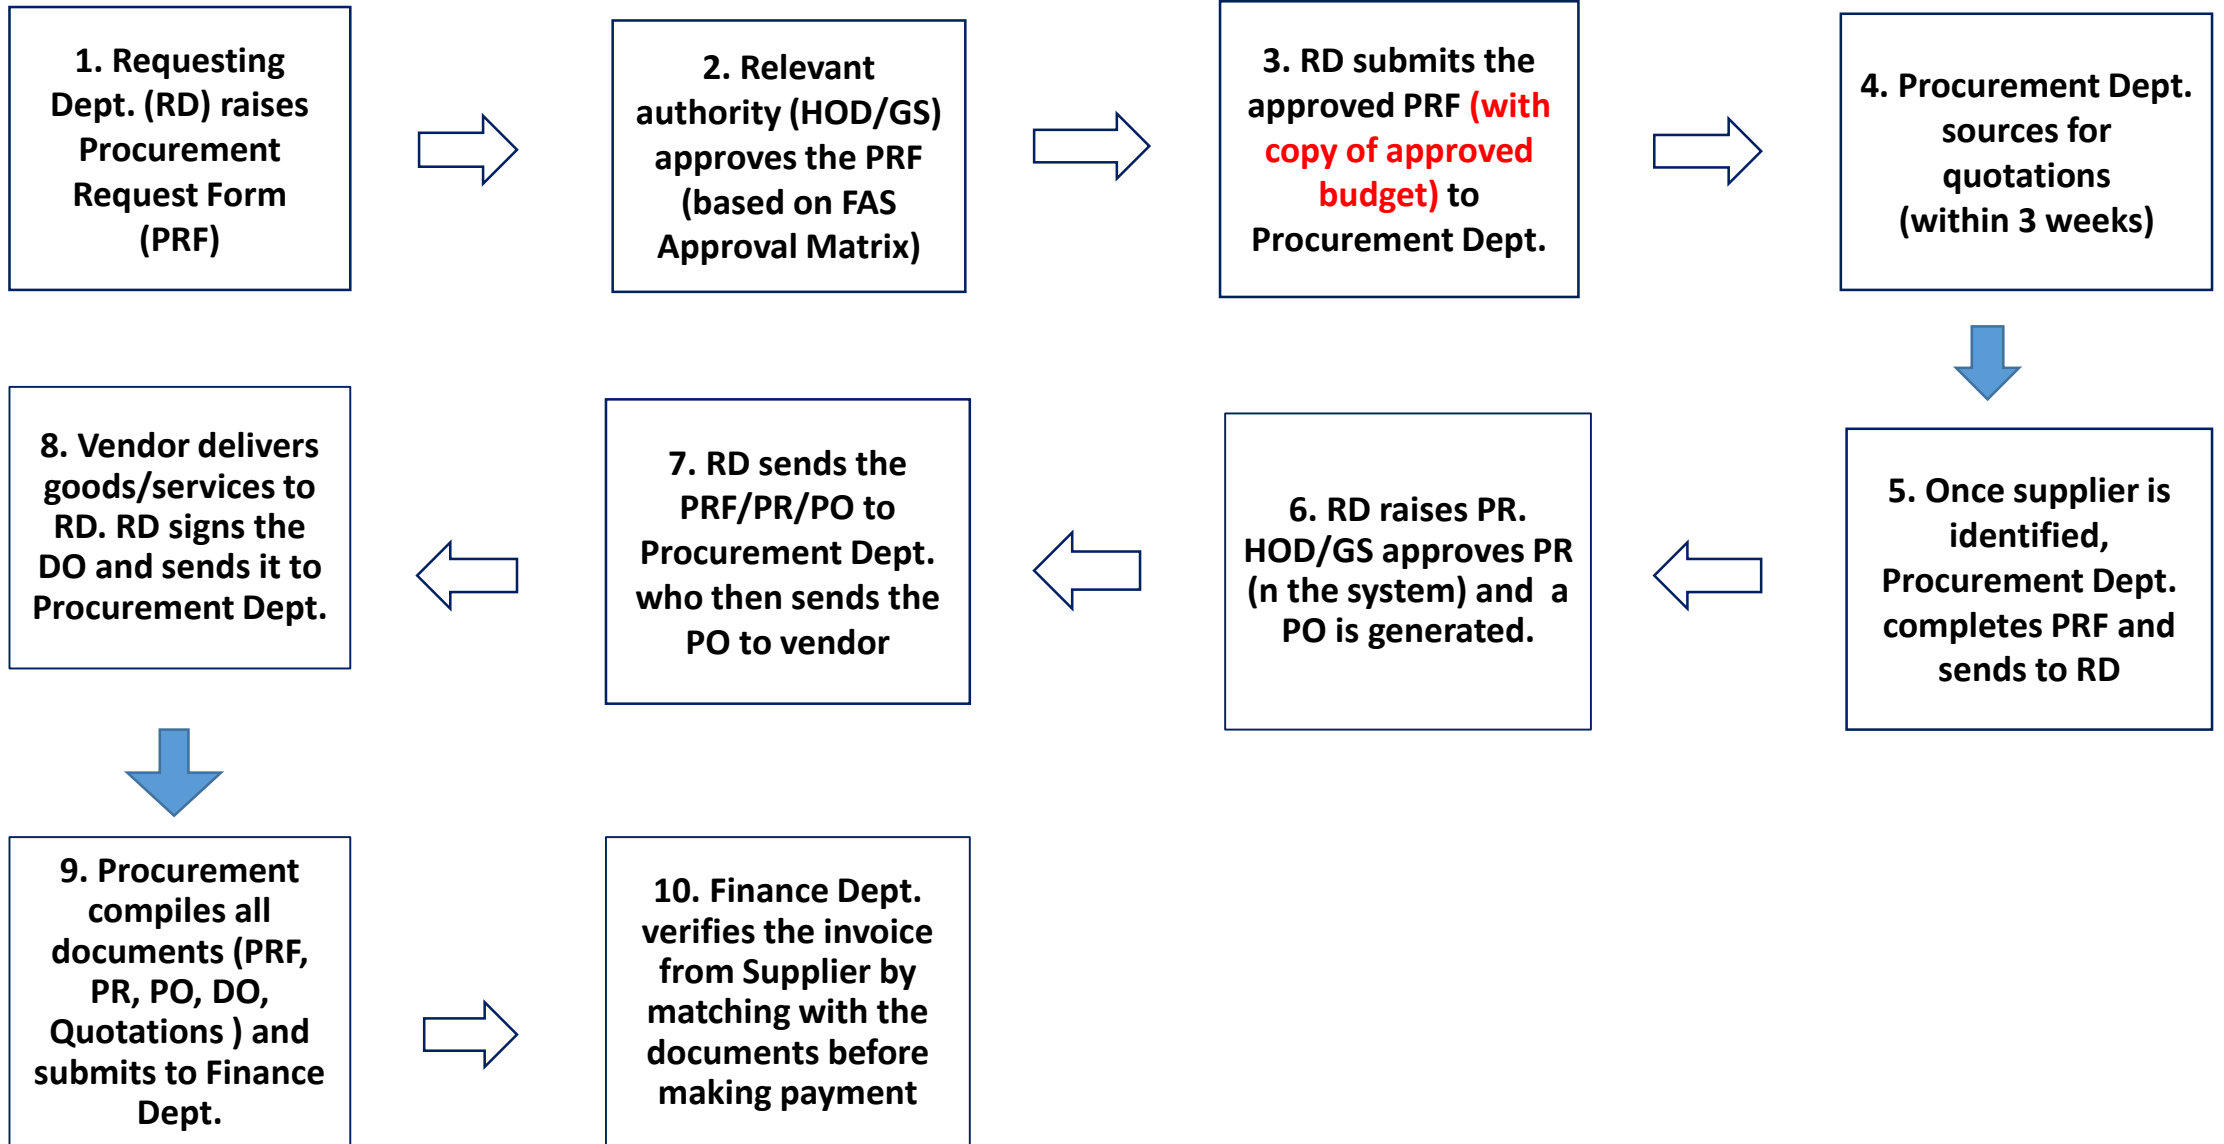 1. Requesting
Dept. (RD) raises
Procurement
Request Form
(PRF)
2. Relevant
authority (HOD/GS)
approves the PRF
(based on FAS
Approval Matrix)
3. RD submits the
approved PRF (with
copy of approved
budget) to
Procurement Dept.
4. Procurement Dept.
sources for
quotations
(within 3 weeks)
5. Once supplier is
identified,
Procurement Dept.
completes PRF and
sends to RD
6. RD raises PR.
HOD/GS approves PR
(n the system) and  a
PO is generated.
7. RD sends the
PRF/PR/PO to
Procurement Dept.
who then sends the
PO to vendor
8. Vendor delivers
goods/services to
RD. RD signs the
DO and sends it to
Procurement Dept.
9. Procurement
compiles all
documents (PRF,
PR, PO, DO,
Quotations ) and
submits to Finance
Dept.
10. Finance Dept.
verifies the invoice
from Supplier by
matching with the
documents before
making payment